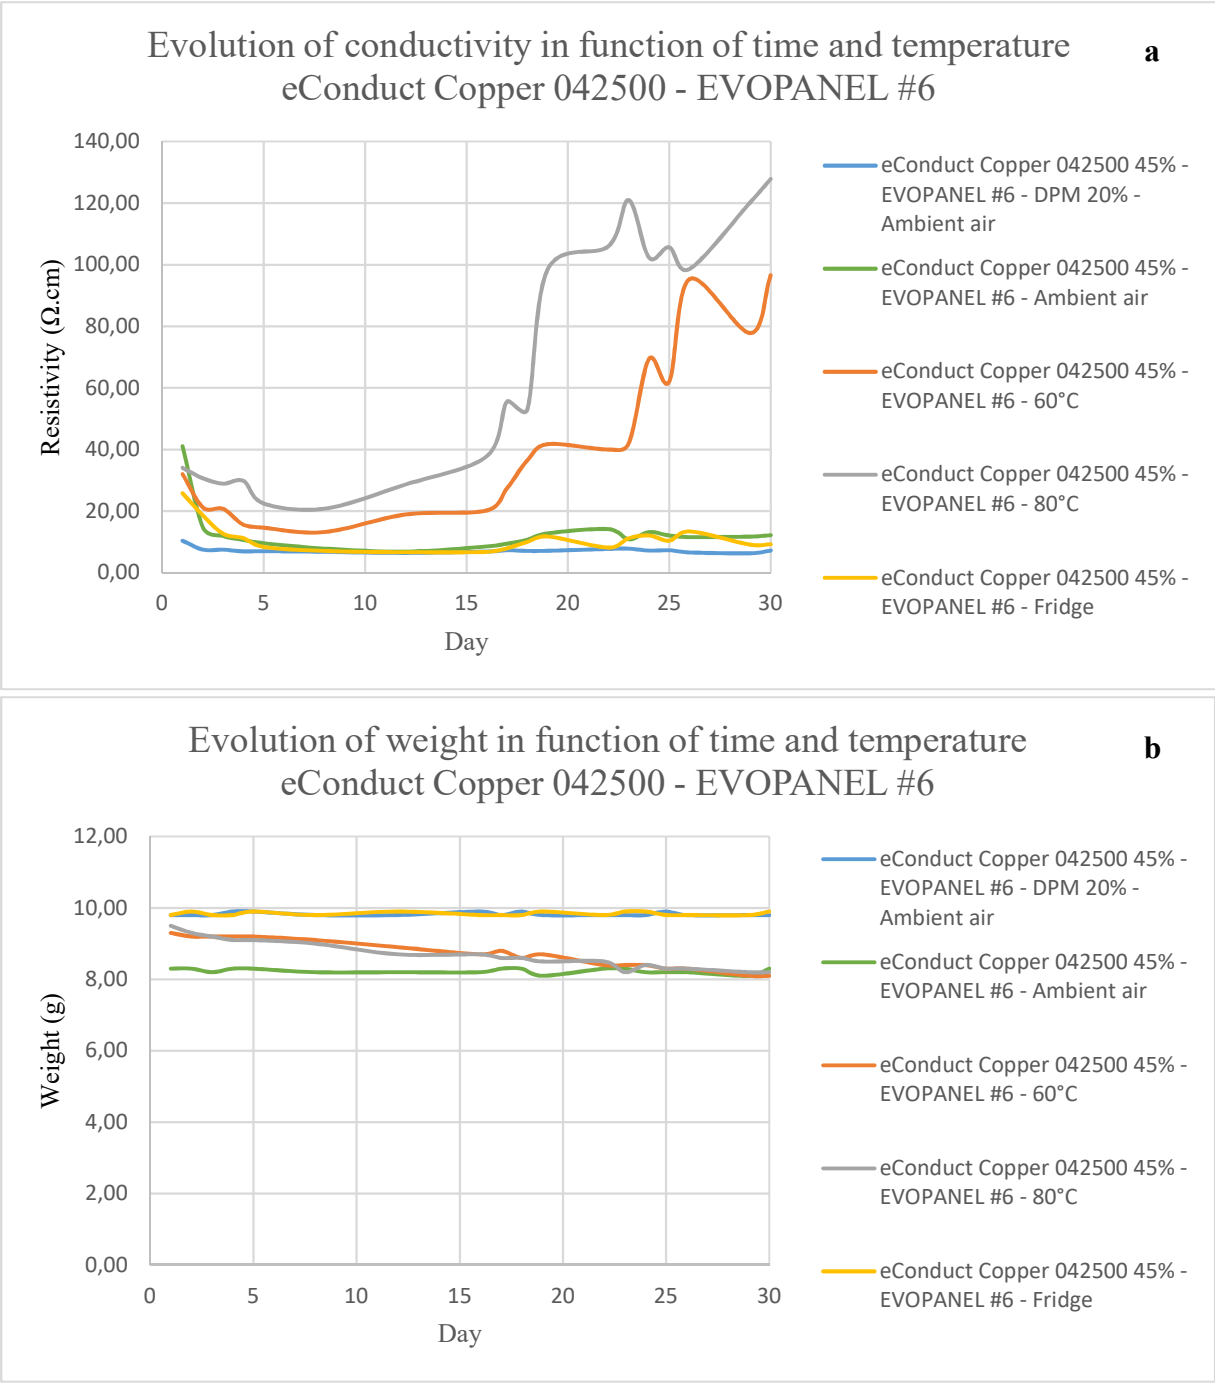 Evolution of conductivity in function of time and temperature
eConduct Copper 042500 - EVOPANEL #6
a
140,00
120,00
100,00
80,00
60,00
40,00
20,00
0,00
Resistivity (Ω.cm)
0 5 10 15 20 25 30
Day
eConduct Copper 042500 45% -
EVOPANEL #6 - DPM 20% -
Ambient air
eConduct Copper 042500 45% -
EVOPANEL #6 - Ambient air
eConduct Copper 042500 45% -
EVOPANEL #6 - 60°C
eConduct Copper 042500 45% -
EVOPANEL #6 - 80°C
eConduct Copper 042500 45% -
EVOPANEL #6 - Fridge
Evolution of weight in function of time and temperature
eConduct Copper 042500 - EVOPANEL #6
b
12,00
10,00
8,00
6,00
4,00
2,00
0,00
Weight (g)
0 5 10 15 20 25 30
Day
eConduct Copper 042500 45% -
EVOPANEL #6 - DPM 20% -
Ambient air
eConduct Copper 042500 45% -
EVOPANEL #6 - Ambient air
eConduct Copper 042500 45% -
EVOPANEL #6 - 60°C
eConduct Copper 042500 45% -
EVOPANEL #6 - 80°C
eConduct Copper 042500 45% -
EVOPANEL #6 - Fridge